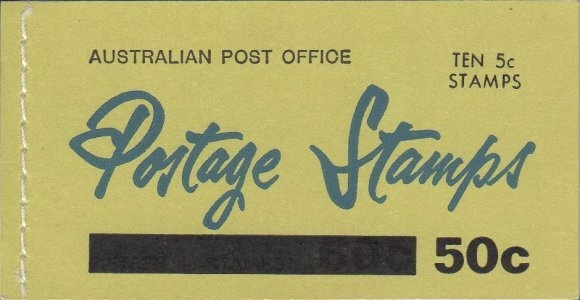 AUSTRALIAN POST OFFICE
TEN 5c
STAMPS
Postage Stamps
50c